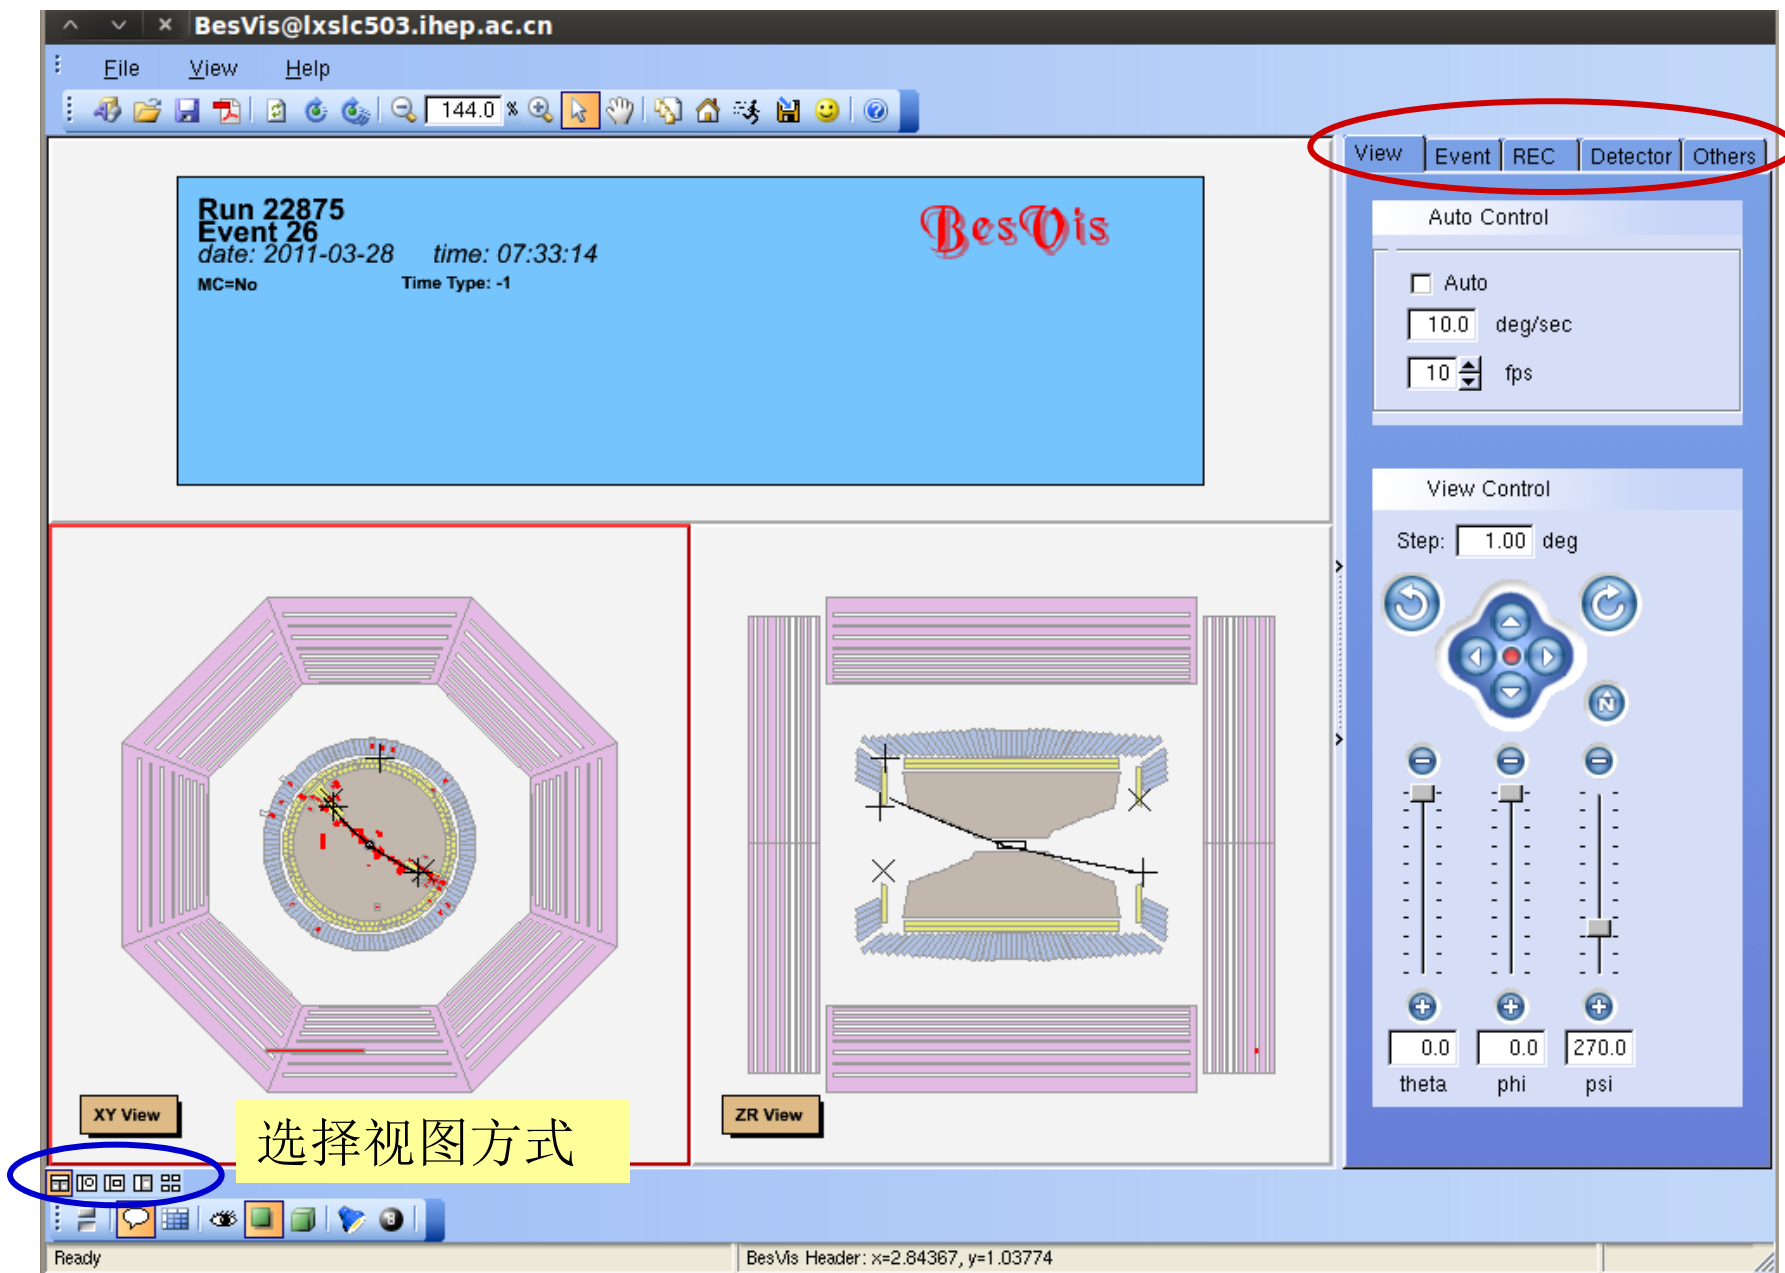 BesVis@lxslc503.ihep.ac.cn
File View Help
144.0 %
View Event REC Detector Others
Run 22875
Event 26
date: 2011-03-28 time: 07:33:14
MC=No Time Type: -1
BesVis
Auto Control
Auto
10.0 deg/sec
10 fps
View Control
Step: 1.00 deg
N
0.0 0.0 270.0
theta phi psi
XY View
ZR View
选择视图方式
Ready
BesVis Header: x=2.84367, y=1.03774